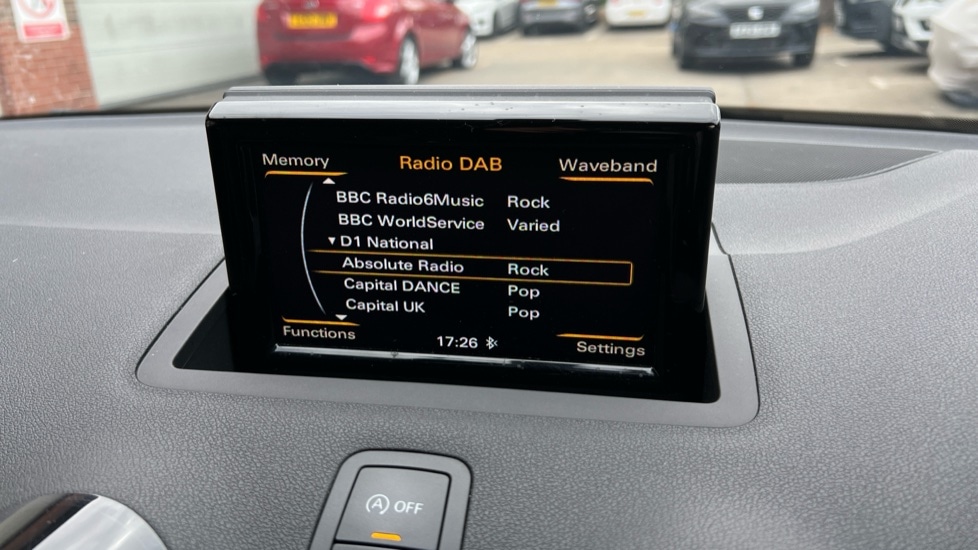 Memory Radio DAB Waveband
BBC Radio6Music Rock
BBC WorldService Varied
D1 National
Absolute Radio Rock
Capital DANCE Pop
Capital UK Pop
Functions 17:26 Settings
A OFF